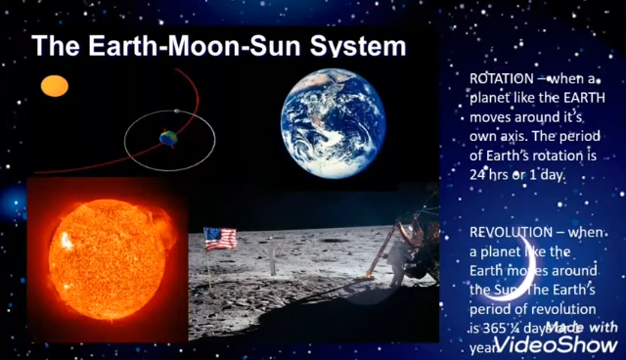 The Earth-Moon-Sun System
ROTATION – when a
planet like the EARTH
moves around it's
own axis. The period
of Earth's rotation is
24 hrs or 1 day.
REVOLUTION – when
a planet like the
Earth moves around
the Sun. The Earth's
period of revolution
is 365 ¼ days
year
Made with
VideoShow